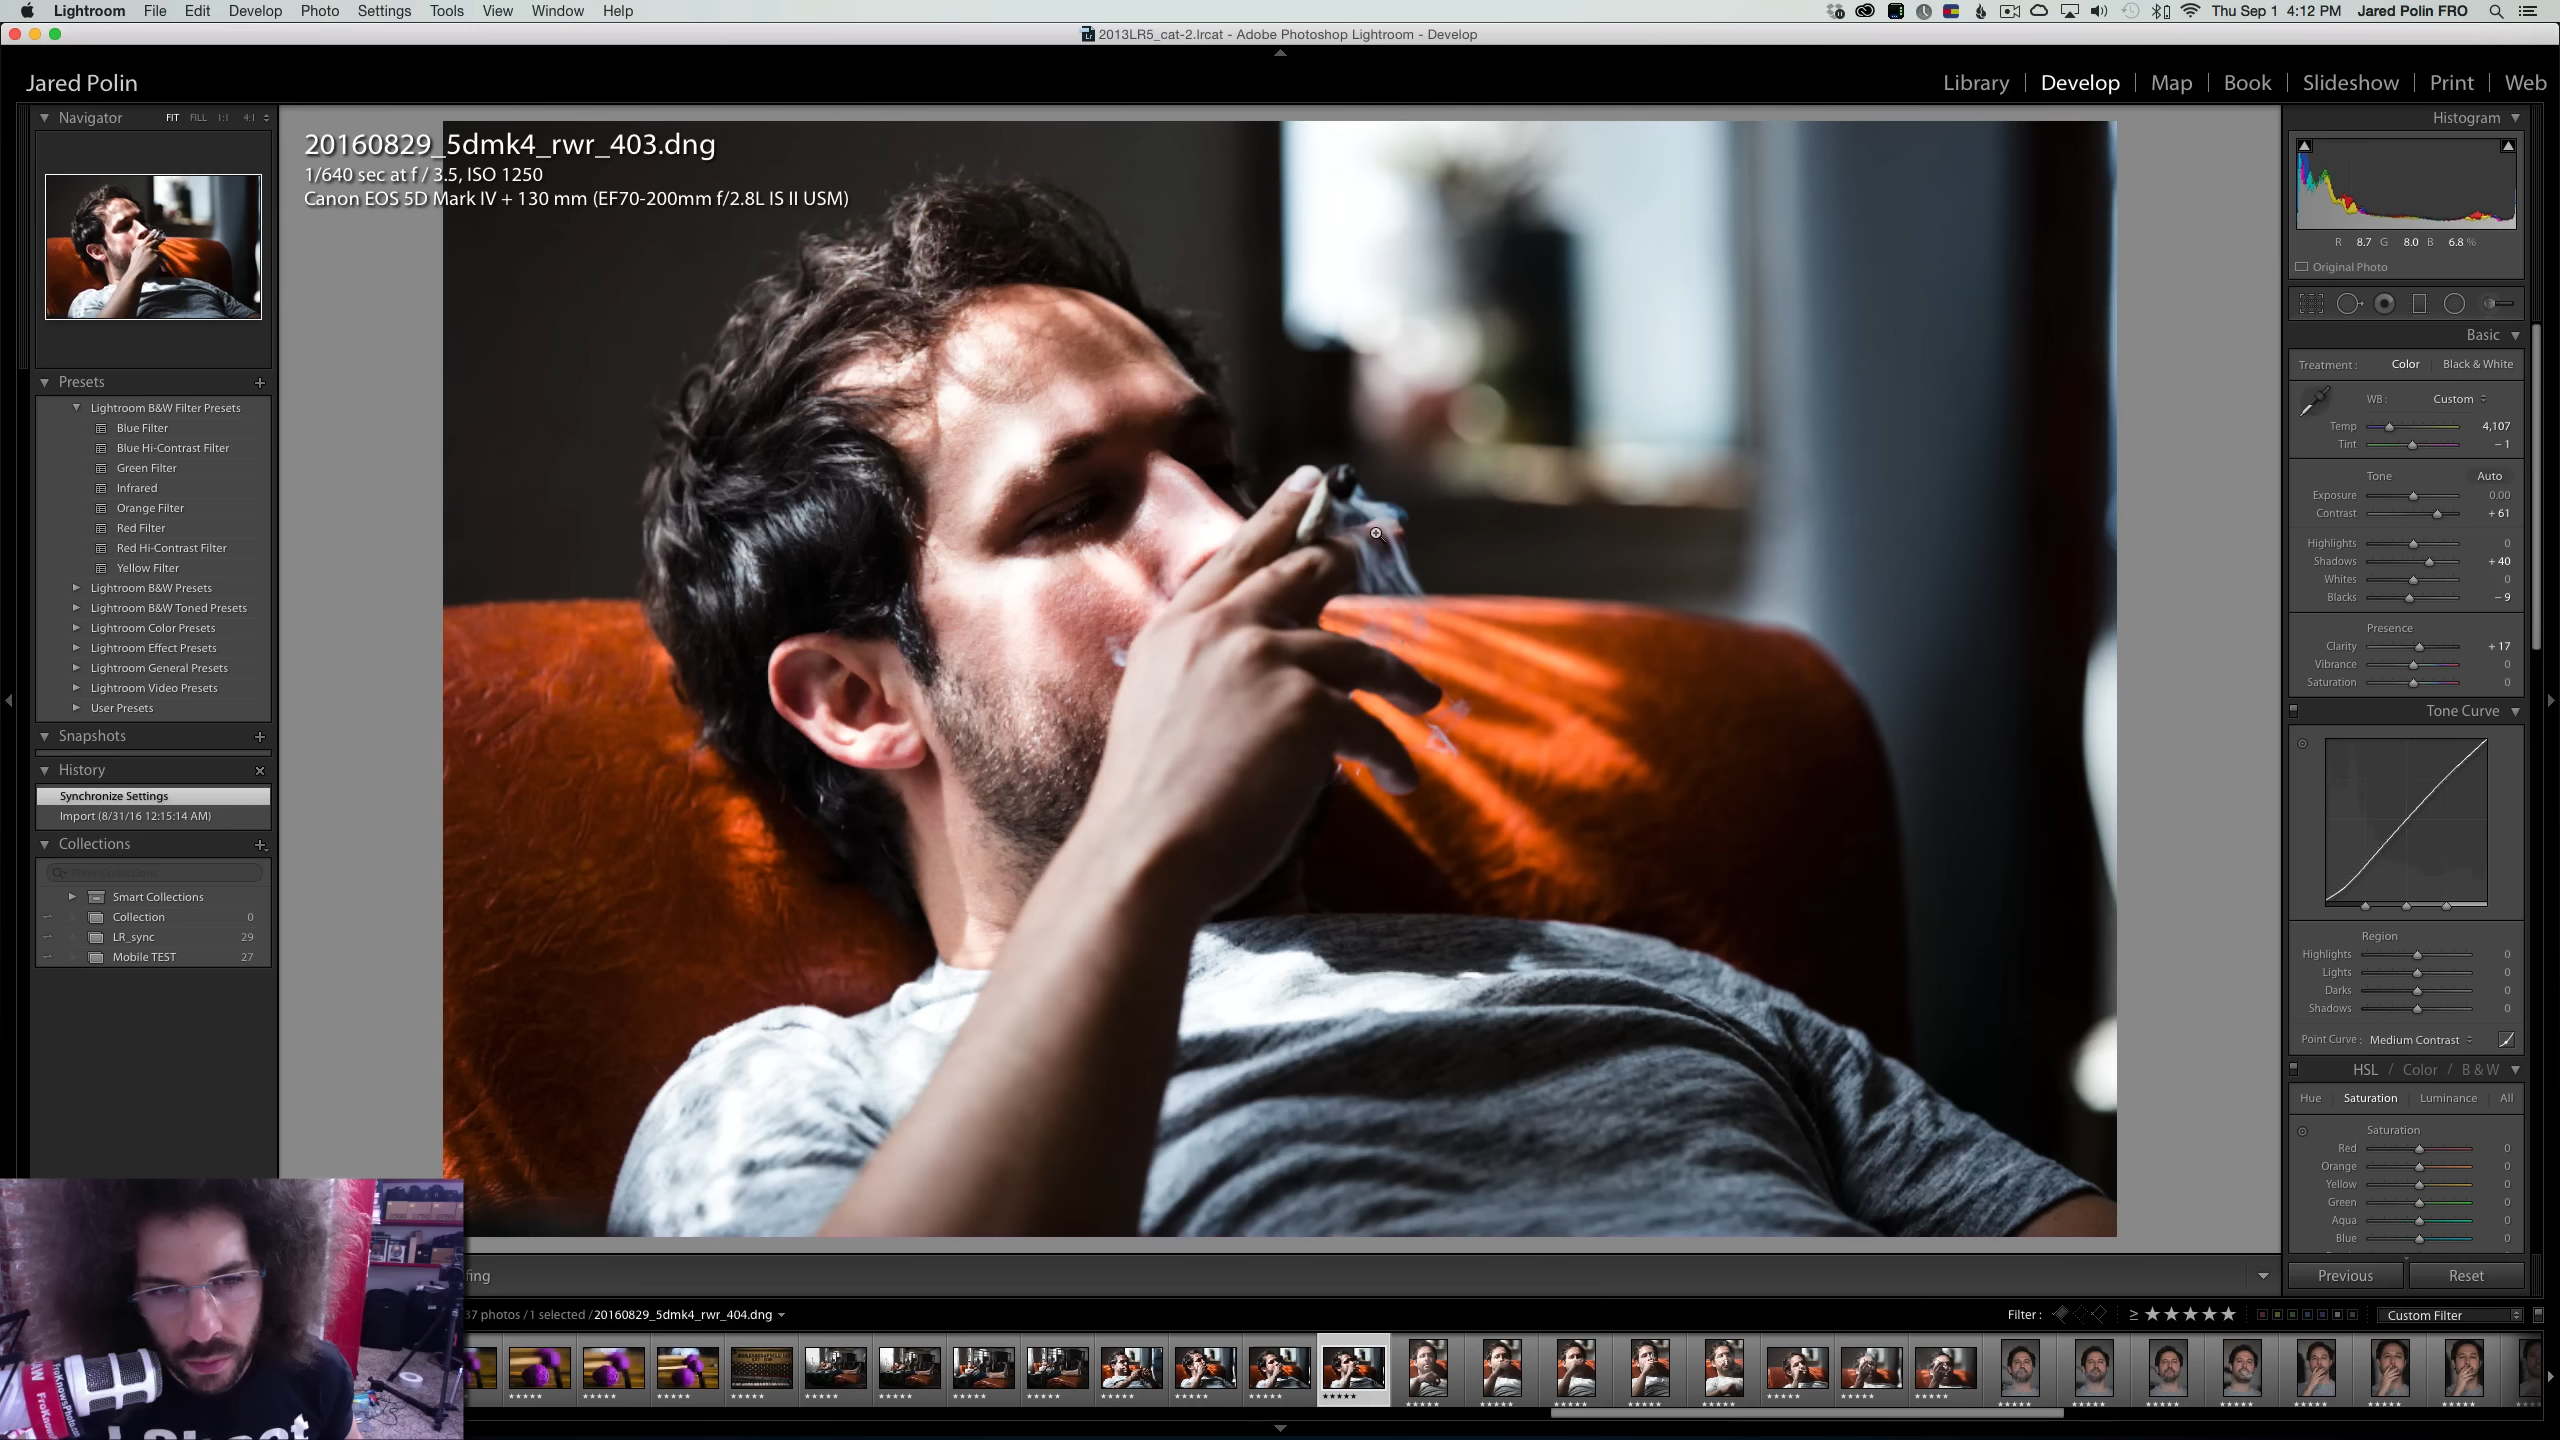 Lightroom File Edit Develop Photo Settings Tools View Window Help
Thu Sep 1 4:12 PM Jared Polin FRO
2013LR5_cat-2.lrcat - Adobe Photoshop Lightroom - Develop
Jared Polin
Library | Develop | Map | Book | Slideshow | Print | Web
Navigator FIT FILL 1:1 4:1
Presets
Lightroom B&W Filter Presets
Blue Filter
Blue Hi-Contrast Filter
Green Filter
Infrared
Orange Filter
Red Filter
Red Hi-Contrast Filter
Yellow Filter
Lightroom B&W Presets
Lightroom B&W Toned Presets
Lightroom Color Presets
Lightroom Effect Presets
Lightroom General Presets
Lightroom Video Presets
User Presets
Snapshots
History
Synchronize Settings
Import (8/31/16 12:15:14 AM)
Collections
Filter Collections
Smart Collections
Collection 0
LR_sync 29
Mobile TEST 27
20160829_5dmk4_rwr_403.dng
1/640 sec at f / 3.5, ISO 1250
Canon EOS 5D Mark IV + 130 mm (EF70-200mm f/2.8L IS II USM)
Histogram
R 8.7 G 8.0 B 6.8 %
Original Photo
Basic
Treatment : Color | Black & White
WB : Custom
Temp 4,107
Tint – 1
Tone Auto
Exposure 0.00
Contrast + 61
Highlights 0
Shadows + 40
Whites 0
Blacks – 9
Presence
Clarity + 17
Vibrance 0
Saturation 0
Tone Curve
Region
Highlights 0
Lights 0
Darks 0
Shadows 0
Point Curve : Medium Contrast
HSL / Color / B & W
Hue Saturation Luminance All
Saturation
Red 0
Orange 0
Yellow 0
Green 0
Aqua 0
Blue 0
Previous Reset
fing
37 photos / 1 selected / 20160829_5dmk4_rwr_404.dng
Filter : ≥ ★★★★★ Custom Filter
FroKnowsPhoto.com